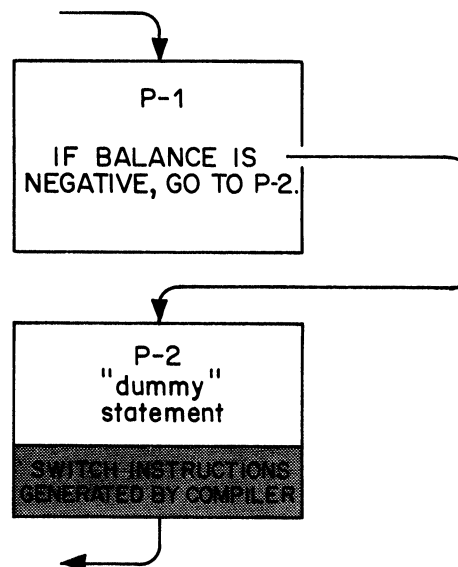 P-1
IF BALANCE IS
NEGATIVE, GO TO P-2.
P-2
"dummy"
statement
SWITCH INSTRUCTIONS
GENERATED BY COMPILER